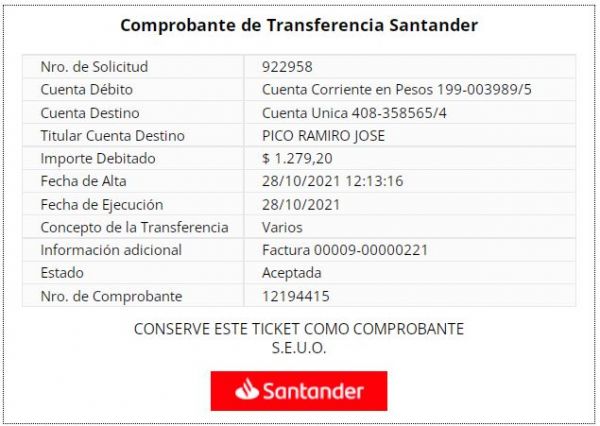 Comprobante de Transferencia Santander
Nro. de Solicitud 922958
Cuenta Débito Cuenta Corriente en Pesos 199-003989/5
Cuenta Destino Cuenta Unica 408-358565/4
Titular Cuenta Destino PICO RAMIRO JOSE
Importe Debitado $ 1.279,20
Fecha de Alta 28/10/2021 12:13:16
Fecha de Ejecución 28/10/2021
Concepto de la Transferencia Varios
Información adicional Factura 00009-00000221
Estado Aceptada
Nro. de Comprobante 12194415
CONSERVE ESTE TICKET COMO COMPROBANTE
S.E.U.O.
Santander